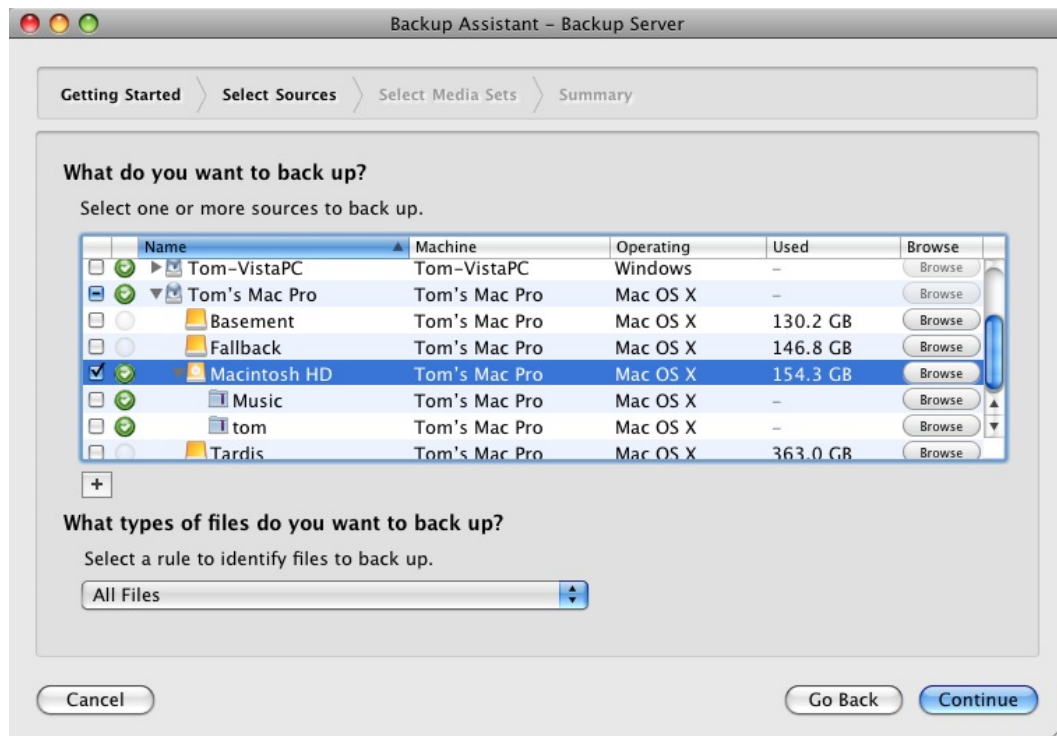 Backup Assistant – Backup Server
Getting Started Select Sources Select Media Sets Summary
What do you want to back up?
Select one or more sources to back up.
Name Machine Operating Used Browse
Tom-VistaPC Tom-VistaPC Windows – Browse
Tom's Mac Pro Tom's Mac Pro Mac OS X – Browse
Basement Tom's Mac Pro Mac OS X 130.2 GB Browse
Fallback Tom's Mac Pro Mac OS X 146.8 GB Browse
Macintosh HD Tom's Mac Pro Mac OS X 154.3 GB Browse
Music Tom's Mac Pro Mac OS X – Browse
tom Tom's Mac Pro Mac OS X – Browse
Tardis Tom's Mac Pro Mac OS X 363.0 GB Browse
+
What types of files do you want to back up?
Select a rule to identify files to back up.
All Files
Cancel Go Back Continue